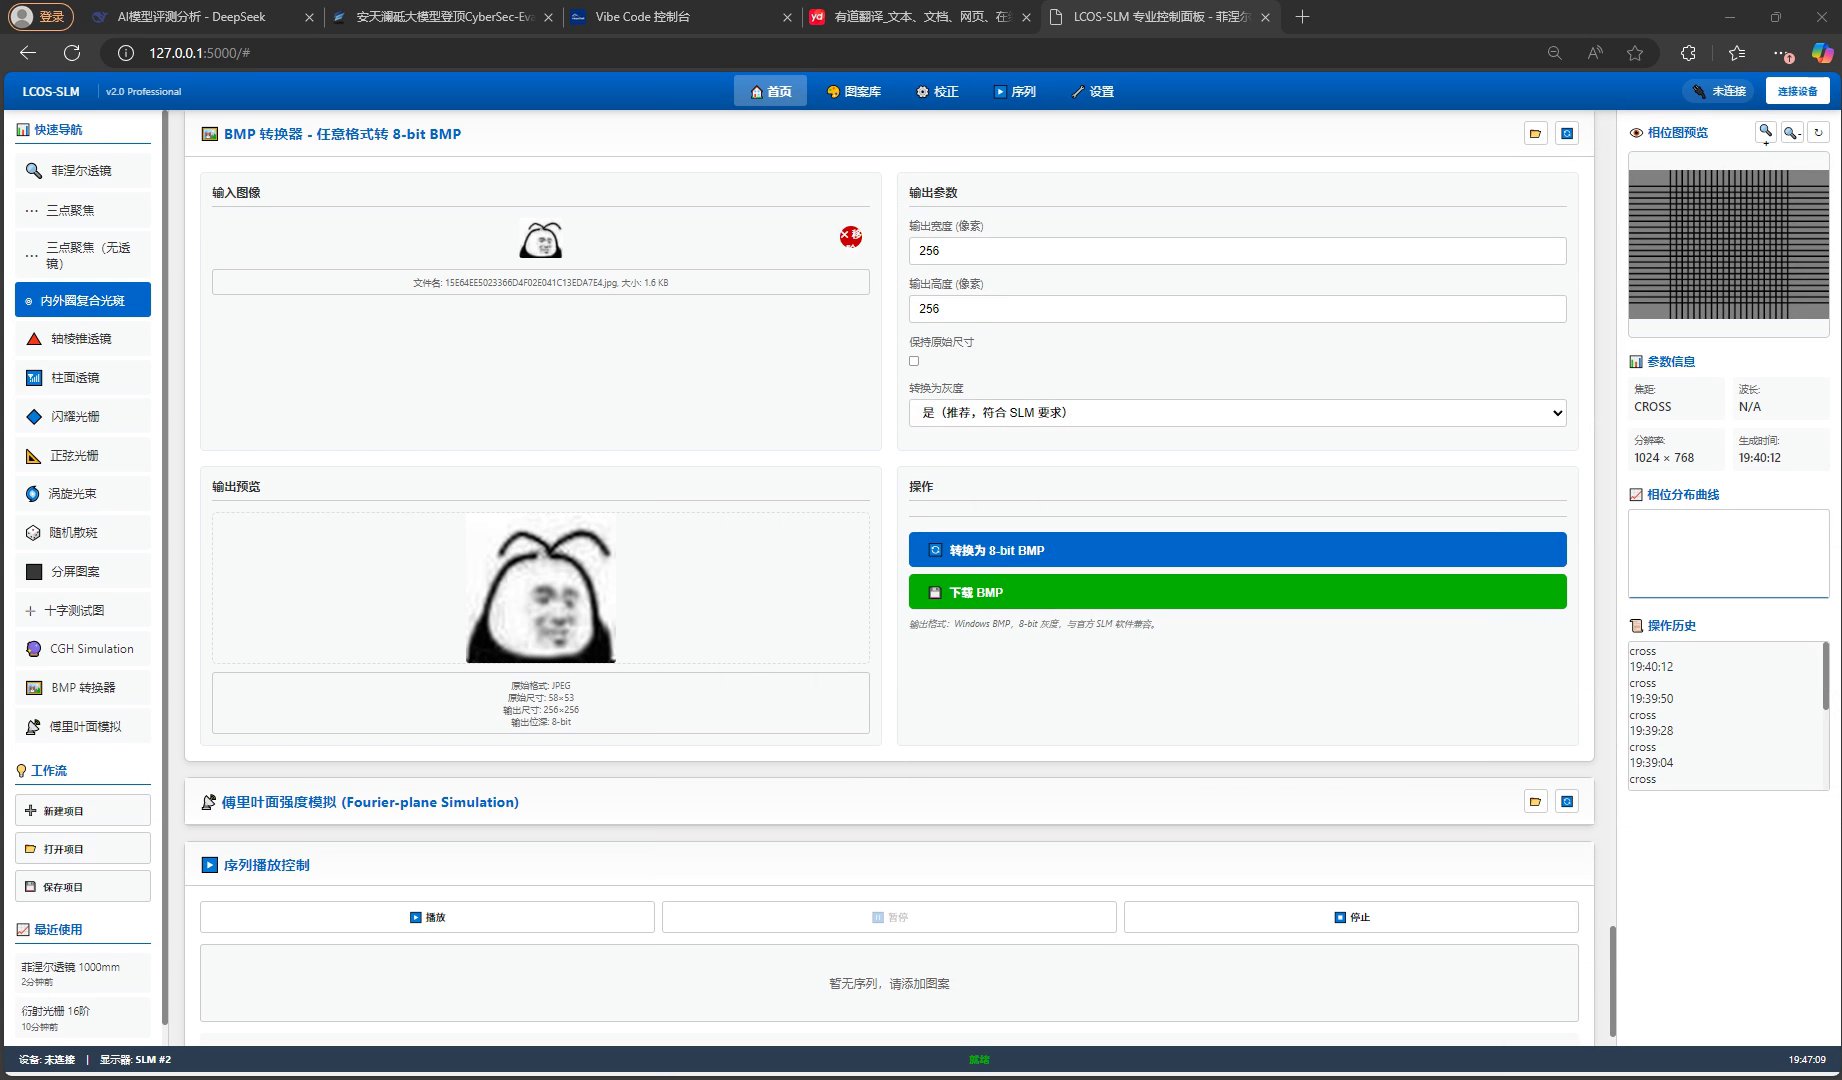 登录
AI模型评测分析 - DeepSeek
安天澜砥大模型登顶CyberSec-Eva
Vibe Code 控制台
yd 有道翻译_文本、文档、网页、在线
LCOS-SLM 专业控制面板 - 菲涅尔
127.0.0.1:5000/#
LCOS-SLM
v2.0 Professional
首页
图案库
校正
序列
设置
未连接
连接设备
快速导航
菲涅尔透镜
三点聚焦
三点聚焦（无透
镜）
内外圈复合光斑
轴棱锥透镜
柱面透镜
闪耀光栅
正弦光栅
涡旋光束
随机散斑
分屏图案
十字测试图
CGH Simulation
BMP 转换器
傅里叶面模拟
工作流
新建项目
打开项目
保存项目
最近使用
菲涅尔透镜 1000mm
2分钟前
衍射光栅 16阶
10分钟前
BMP 转换器 - 任意格式转 8-bit BMP
输入图像
✕ 移
文件名: 15E64EE5023366D4F02E041C13EDA7E4.jpg, 大小: 1.6 KB
输出参数
输出宽度 (像素)
256
输出高度 (像素)
256
保持原始尺寸
转换为灰度
是（推荐，符合 SLM 要求）
输出预览
原始格式: JPEG
原始尺寸: 58×53
输出尺寸: 256×256
输出位深: 8-bit
操作
转换为 8-bit BMP
下载 BMP
输出格式：Windows BMP，8-bit 灰度，与官方 SLM 软件兼容。
傅里叶面强度模拟 (Fourier-plane Simulation)
序列播放控制
播放
暂停
停止
暂无序列，请添加图案
相位图预览
参数信息
焦距:
CROSS
波长:
N/A
分辨率:
1024 × 768
生成时间:
19:40:12
相位分布曲线
操作历史
cross
19:40:12
cross
19:39:50
cross
19:39:28
cross
19:39:04
cross
设备: 未连接 | 显示器: SLM #2
就绪
19:47:09